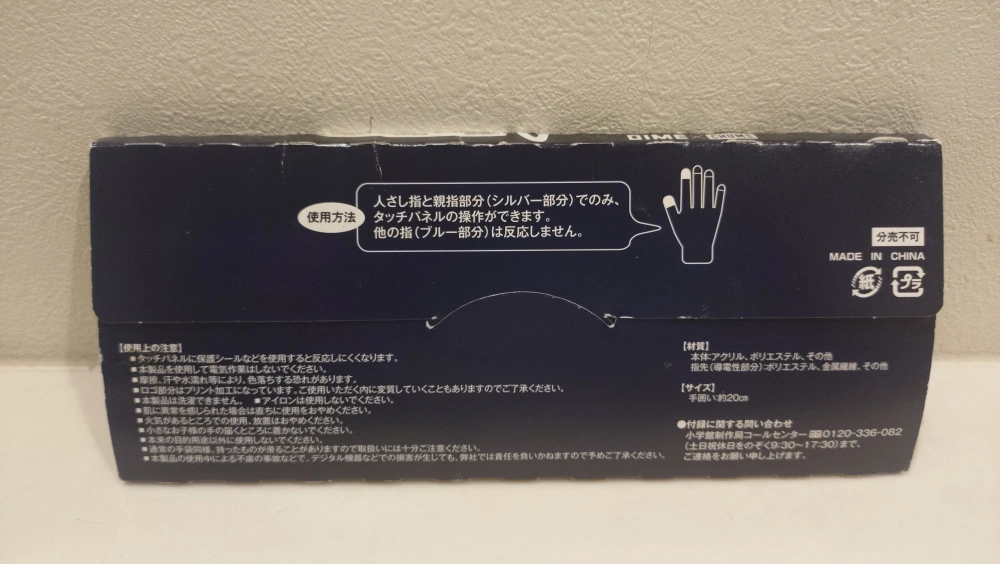 DIME
使用方法
人さし指と親指部分（シルバー部分）でのみ、
タッチパネルの操作ができます。
他の指（ブルー部分）は反応しません。
分売不可
MADE IN CHINA
紙 プラ
【使用上の注意】
■タッチパネルに保護シールなどを使用すると反応しにくくなります。
■本製品を使用して電気作業はしないでください。
■摩擦、汗や水濡れ等により、色落ちする恐れがあります。
■ロゴ部分はプリント加工になっています。ご使用いただく内に変質していくこともありますのでご了承ください。
■本製品は洗濯できません。 ■アイロンは使用しないでください。
■肌に異常を感じられた場合は直ちに使用をおやめください。
■火気があるところでの使用、放置はおやめください。
■小さなお子様の手の届くところに置かないでください。
■本来の目的用途以外に使用しないでください。
■通常の手袋同様、持ったものが滑ることがありますので取扱いには十分ご注意ください。
■本製品の使用中による不慮の事故などで、デジタル機器などでの損害が生じても、弊社では責任を負いかねますので予めご了承ください。
【材質】
本体：アクリル、ポリエステル、その他
指先（導電性部分）：ポリエステル、金属繊維、その他
【サイズ】
手囲い：約20cm
●付録に関する問い合わせ
小学館制作局コールセンター 0120-336-082
（土日祝休日をのぞく9:30～17:30）まで、
ご連絡をお願い申し上げます。